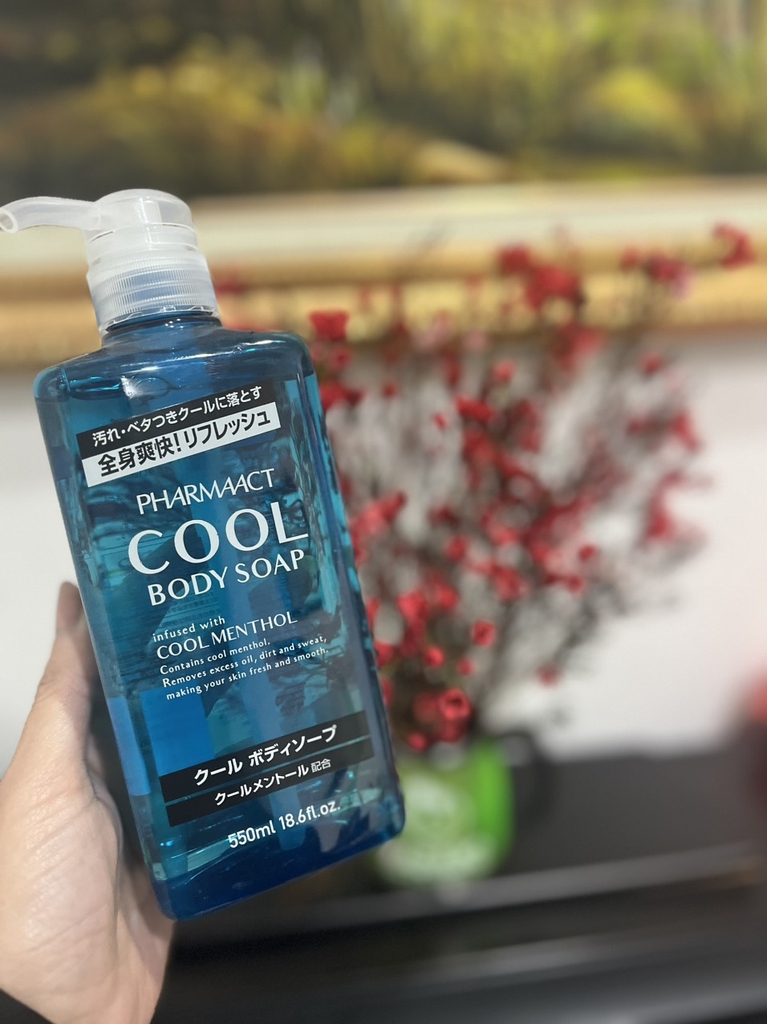 汚れ・ベタつきクールに落とす
全身爽快!リフレッシュ
PHARMAACT
COOL
BODY SOAP
infused with
COOL MENTHOL
Contains cool menthol.
Removes excess oil, dirt and sweat,
making your skin fresh and smooth.
クール ボディソープ
クールメントール 配合
550ml 18.6fl.oz.